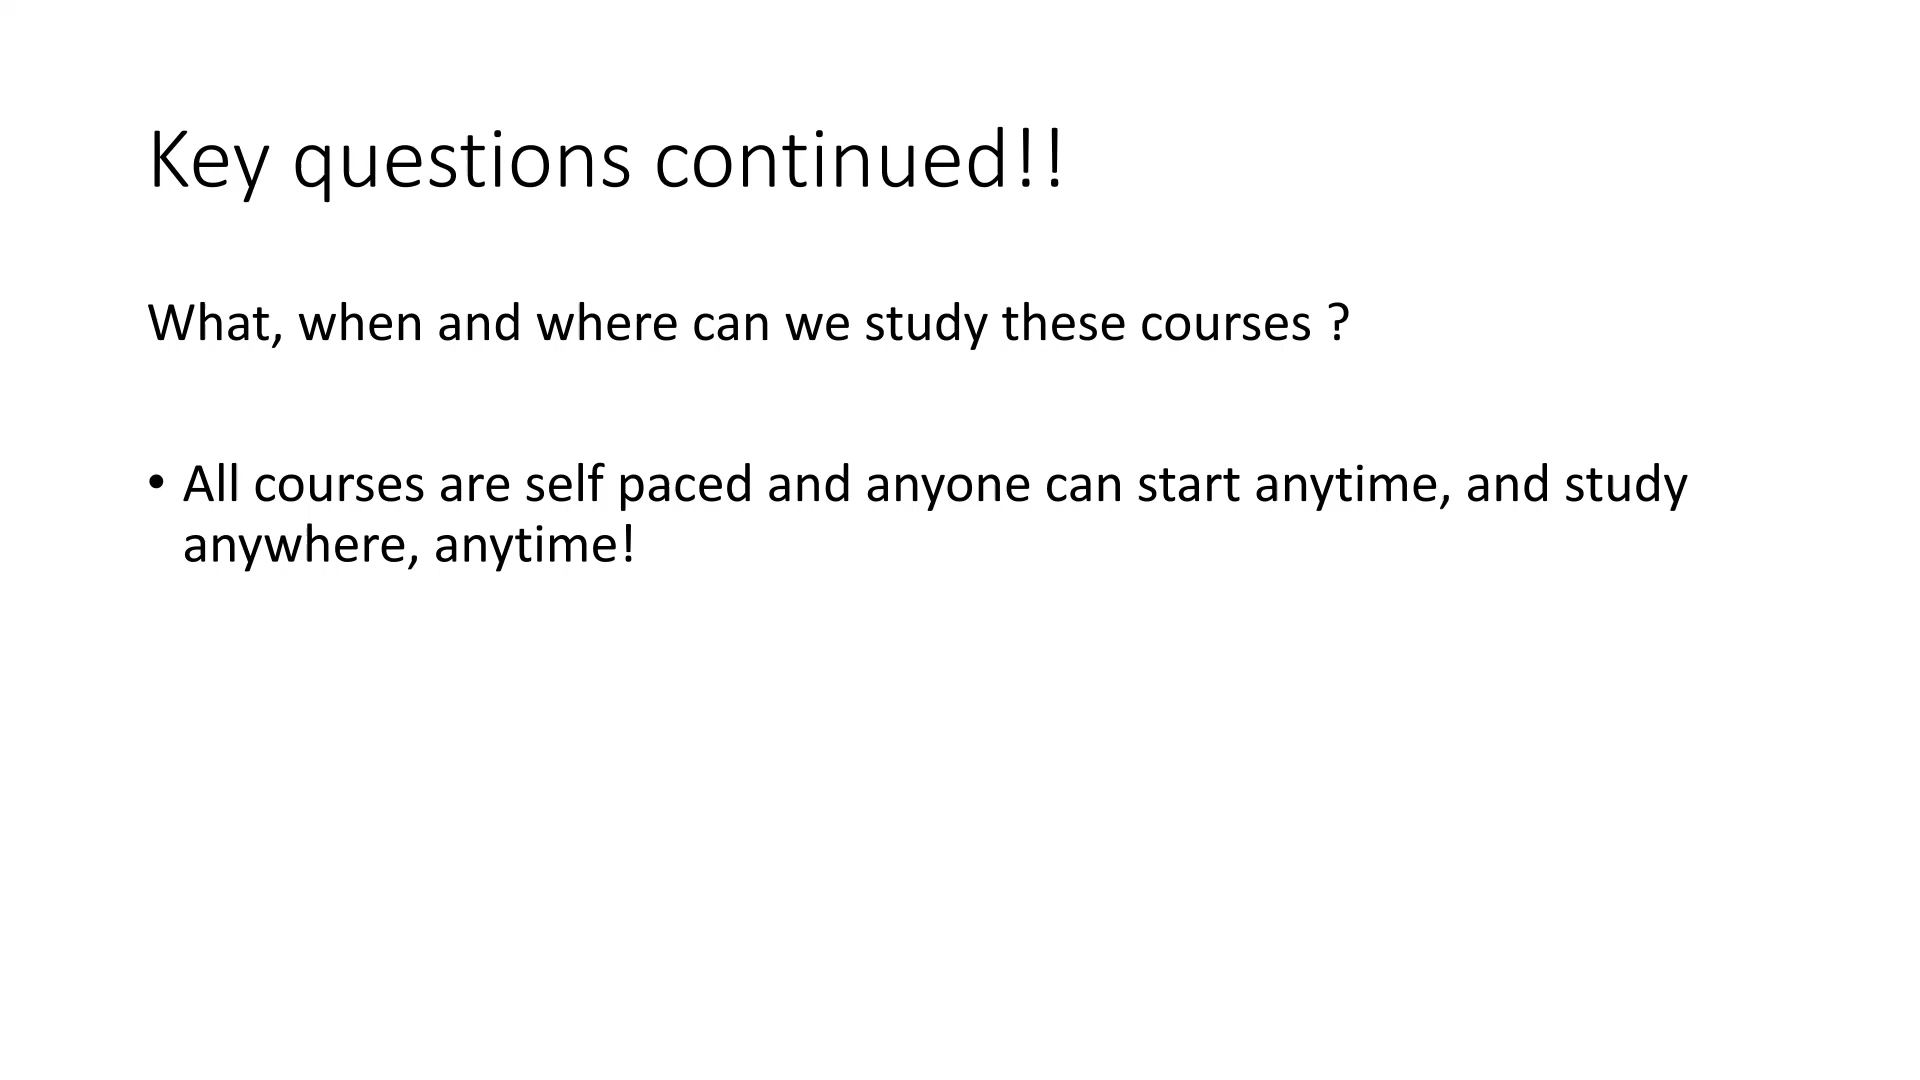 Key questions continued!!
What, when and where can we study these courses ?
• All courses are self paced and anyone can start anytime, and study
anywhere, anytime!